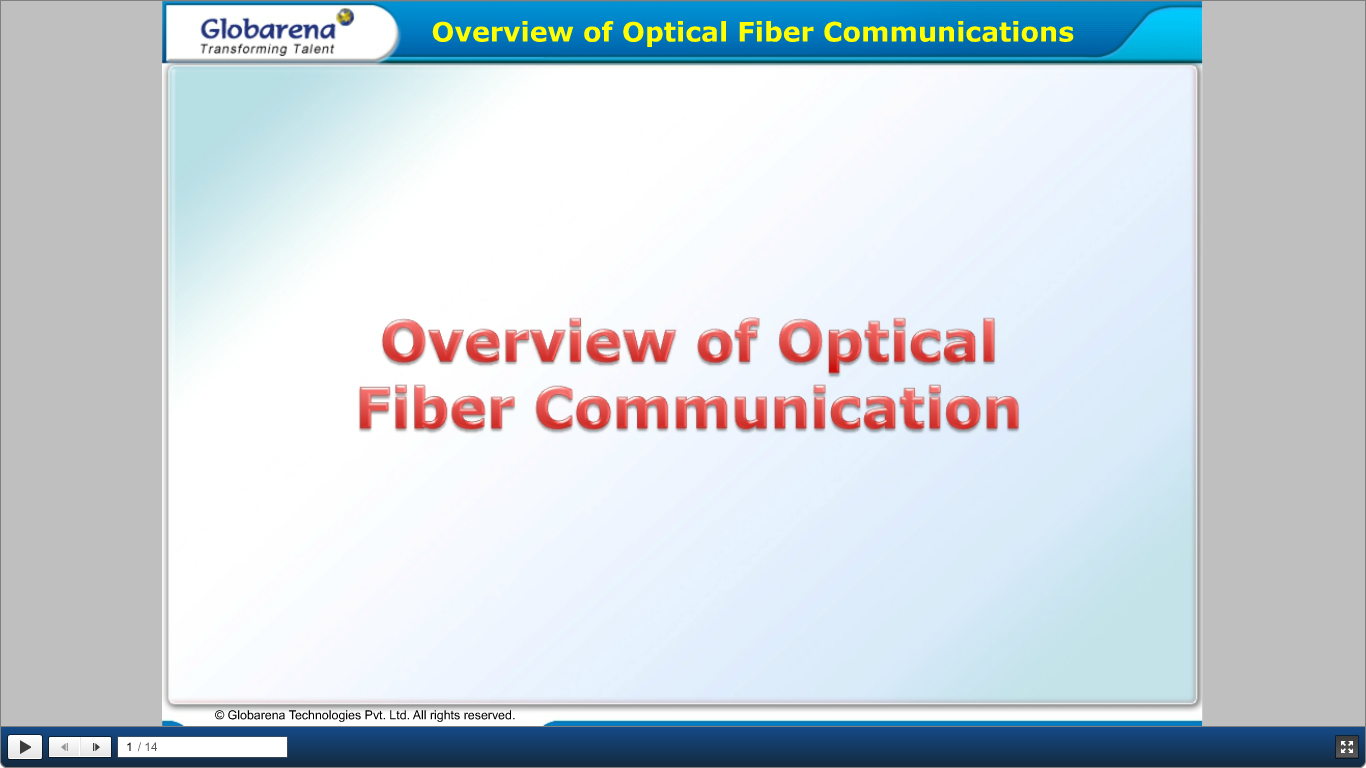 Globarena
Transforming Talent
Overview of Optical Fiber Communications
Overview of Optical
Fiber Communication
© Globarena Technologies Pvt. Ltd. All rights reserved.
1 / 14